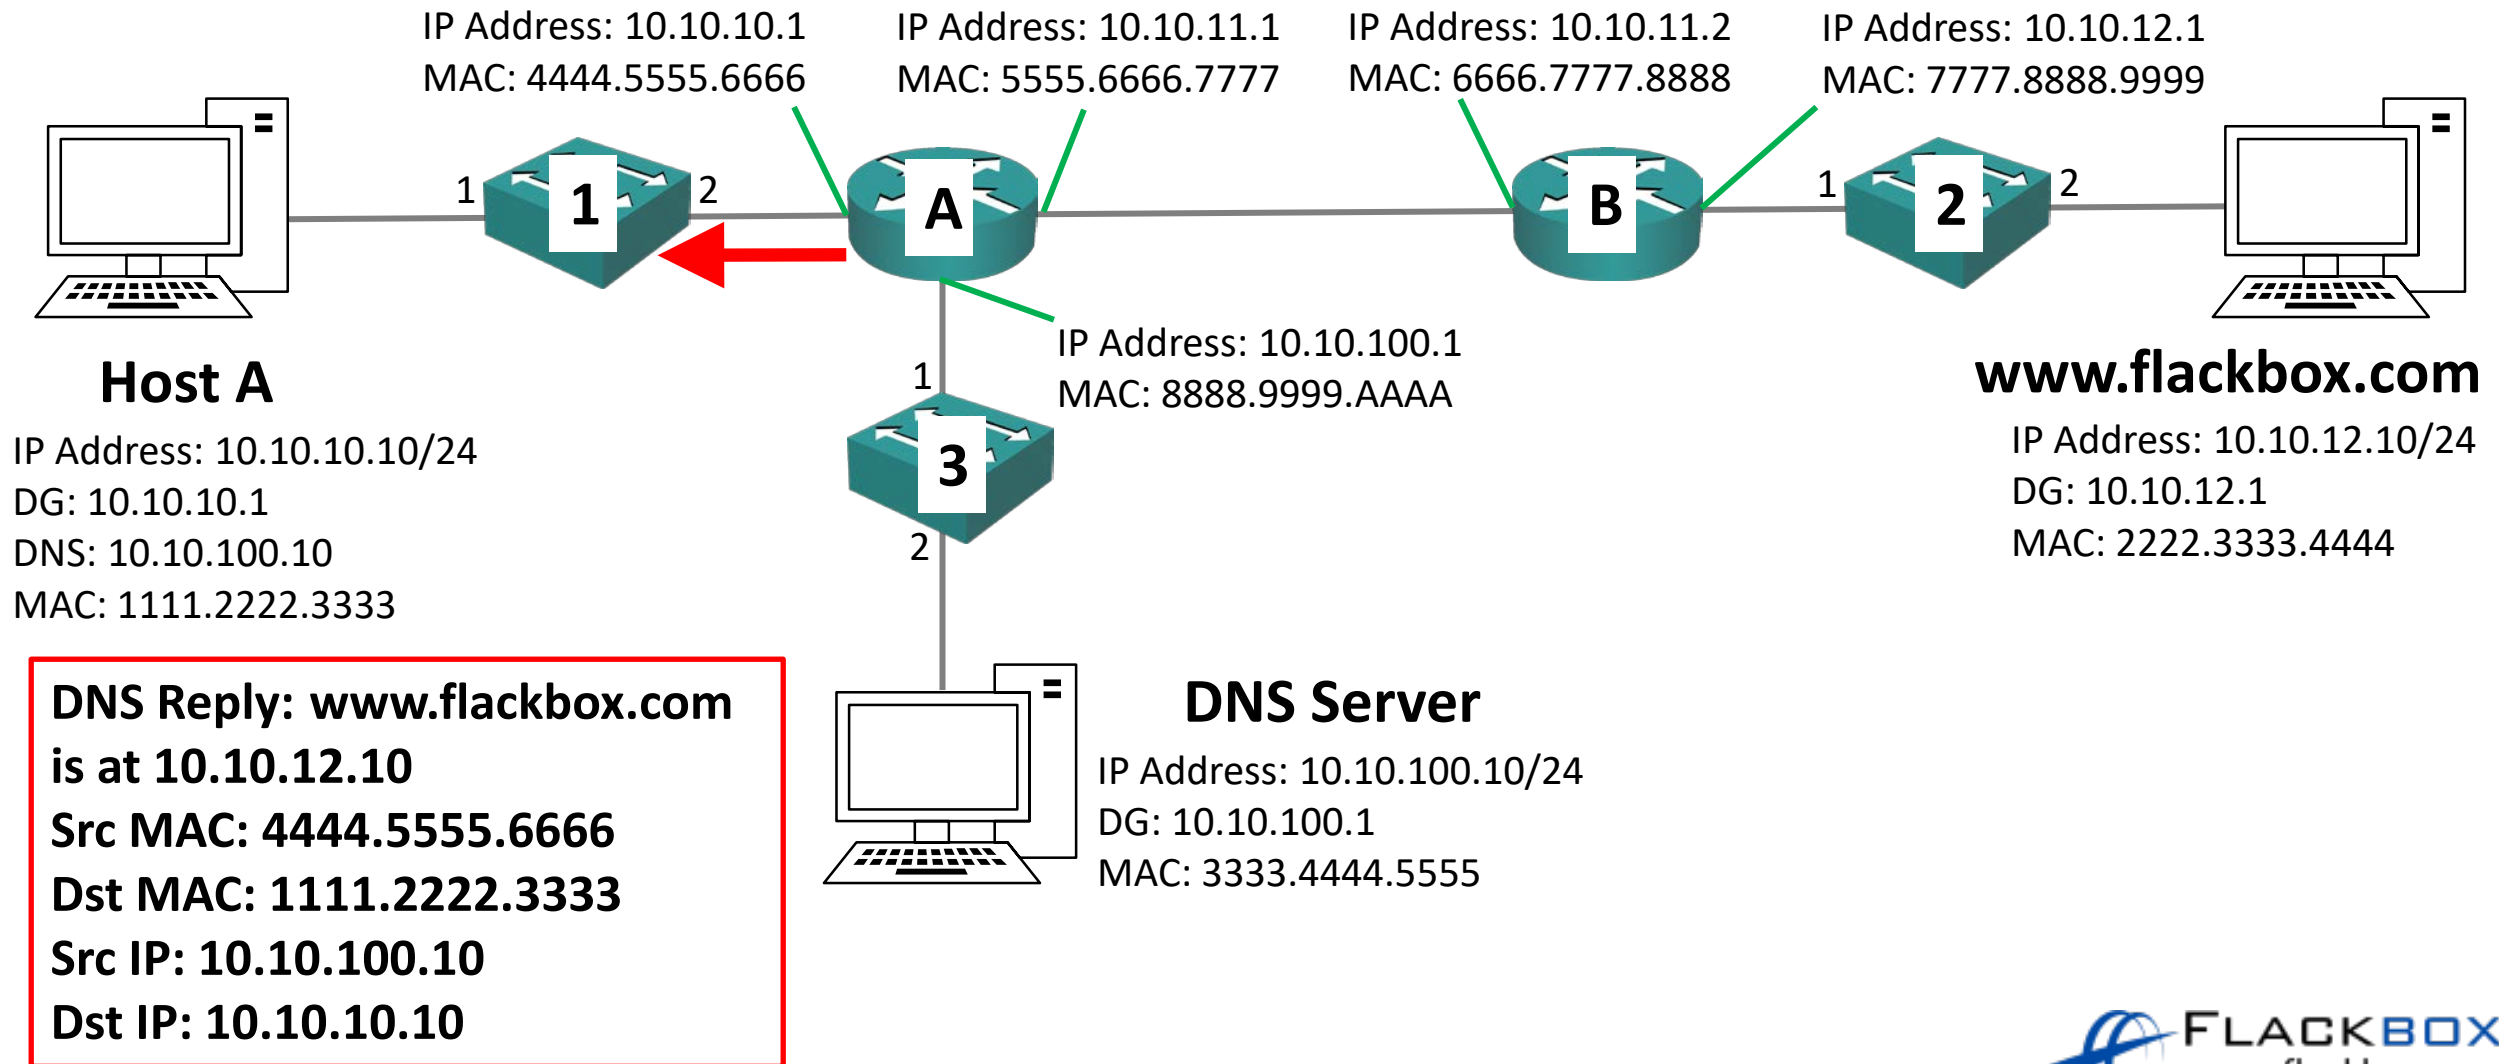 IP Address: 10.10.10.1
MAC: 4444.5555.6666
IP Address: 10.10.11.1
MAC: 5555.6666.7777
IP Address: 10.10.11.2
MAC: 6666.7777.8888
IP Address: 10.10.12.1
MAC: 7777.8888.9999
1
1
2
A
B
1
2
2
Host A
IP Address: 10.10.10.10/24
DG: 10.10.10.1
DNS: 10.10.100.10
MAC: 1111.2222.3333
IP Address: 10.10.100.1
MAC: 8888.9999.AAAA
1
3
2
www.flackbox.com
IP Address: 10.10.12.10/24
DG: 10.10.12.1
MAC: 2222.3333.4444
DNS Reply: www.flackbox.com
is at 10.10.12.10
Src MAC: 4444.5555.6666
Dst MAC: 1111.2222.3333
Src IP: 10.10.100.10
Dst IP: 10.10.10.10
DNS Server
IP Address: 10.10.100.10/24
DG: 10.10.100.1
MAC: 3333.4444.5555
FLACKBOX